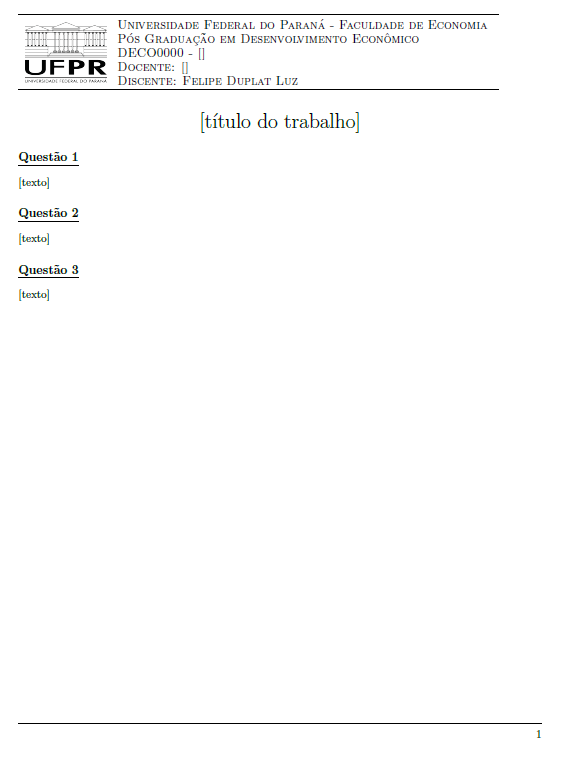 Universidade Federal do Paraná - Faculdade de Economia
Pós Graduação em Desenvolvimento Econômico
DECO0000 - []
Docente: []
Discente: Felipe Duplat Luz
UFPR
UNIVERSIDADE FEDERAL DO PARANÁ
[título do trabalho]
Questão 1
[texto]
Questão 2
[texto]
Questão 3
[texto]
1